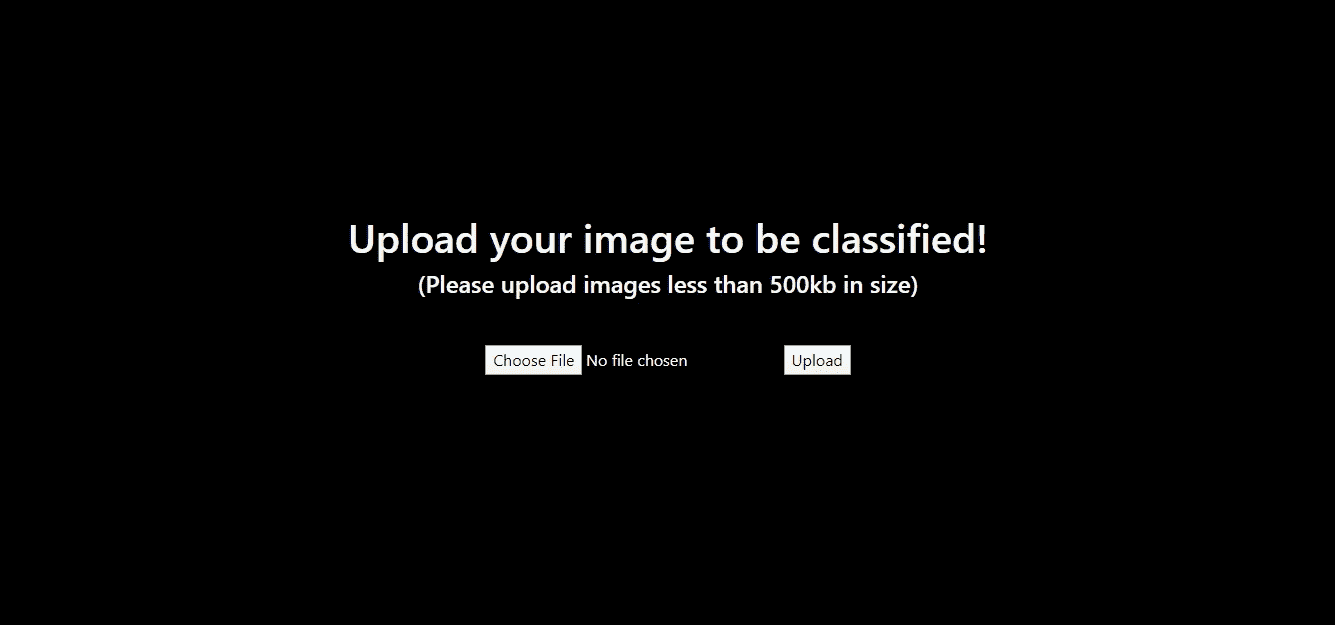 Upload your image to be classified!
(Please upload images less than 500kb in size)
Choose File No file chosen Upload